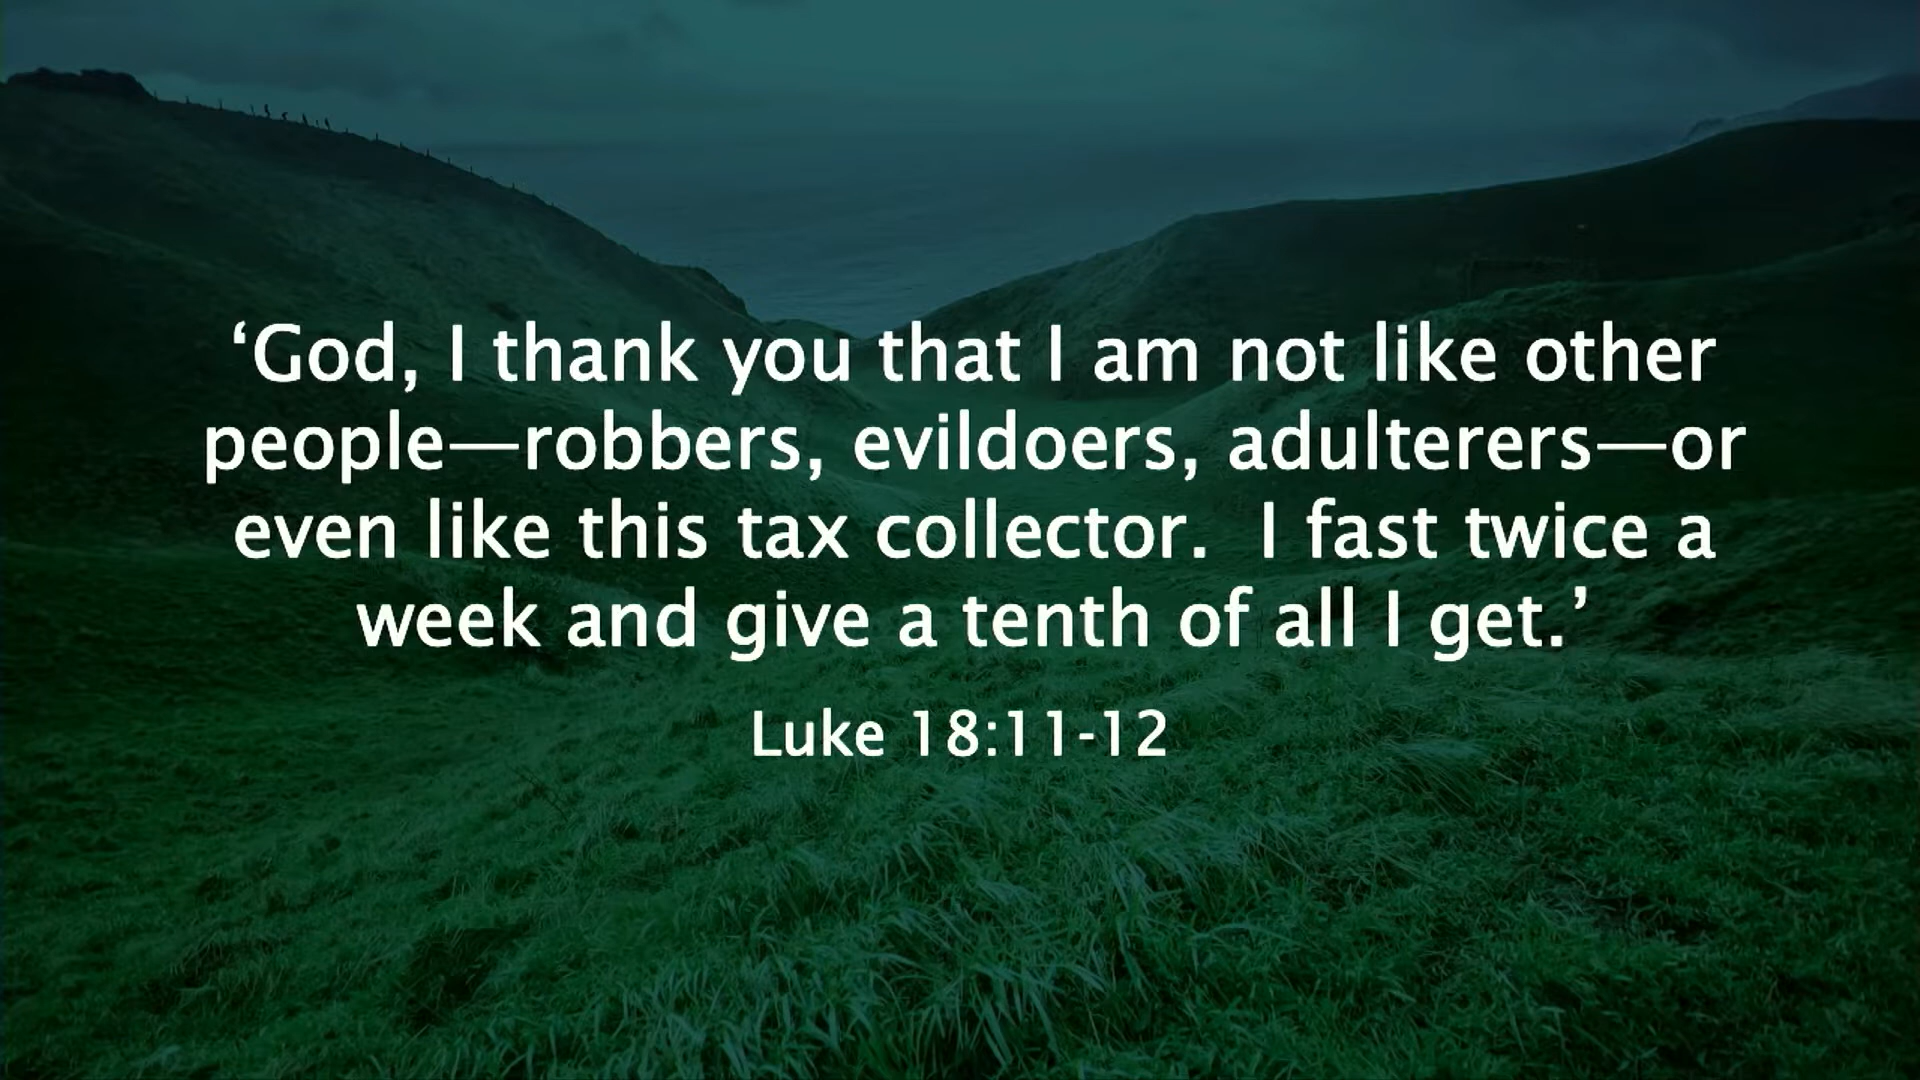 ‘God, I thank you that I am not like other
people—robbers, evildoers, adulterers—or
even like this tax collector.  I fast twice a
week and give a tenth of all I get.’
Luke 18:11-12